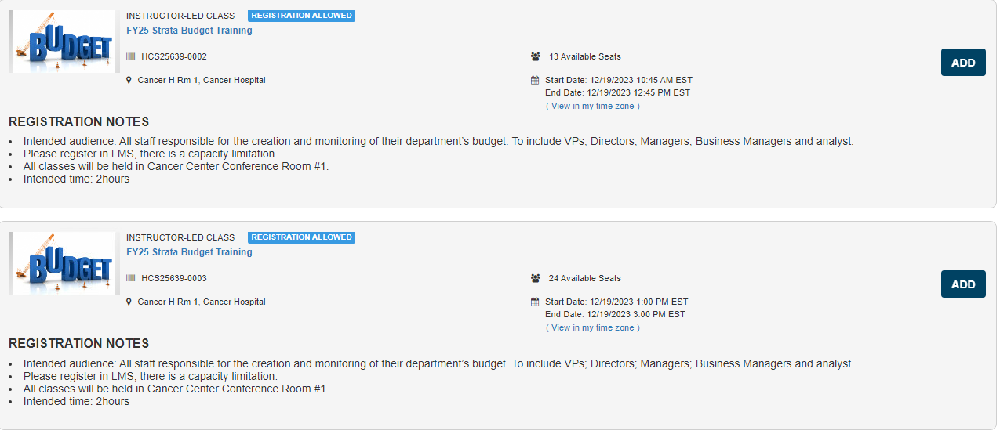 INSTRUCTOR-LED CLASS REGISTRATION ALLOWED
BUDGET
FY25 Strata Budget Training
HCS25639-0002
13 Available Seats
ADD
Cancer H Rm 1, Cancer Hospital
Start Date: 12/19/2023 10:45 AM EST
End Date: 12/19/2023 12:45 PM EST
( View in my time zone )
REGISTRATION NOTES
• Intended audience: All staff responsible for the creation and monitoring of their department’s budget. To include VPs; Directors; Managers; Business Managers and analyst.
• Please register in LMS, there is a capacity limitation.
• All classes will be held in Cancer Center Conference Room #1.
• Intended time: 2hours
INSTRUCTOR-LED CLASS REGISTRATION ALLOWED
BUDGET
FY25 Strata Budget Training
HCS25639-0003
24 Available Seats
ADD
Cancer H Rm 1, Cancer Hospital
Start Date: 12/19/2023 1:00 PM EST
End Date: 12/19/2023 3:00 PM EST
( View in my time zone )
REGISTRATION NOTES
• Intended audience: All staff responsible for the creation and monitoring of their department’s budget. To include VPs; Directors; Managers; Business Managers and analyst.
• Please register in LMS, there is a capacity limitation.
• All classes will be held in Cancer Center Conference Room #1.
• Intended time: 2hours